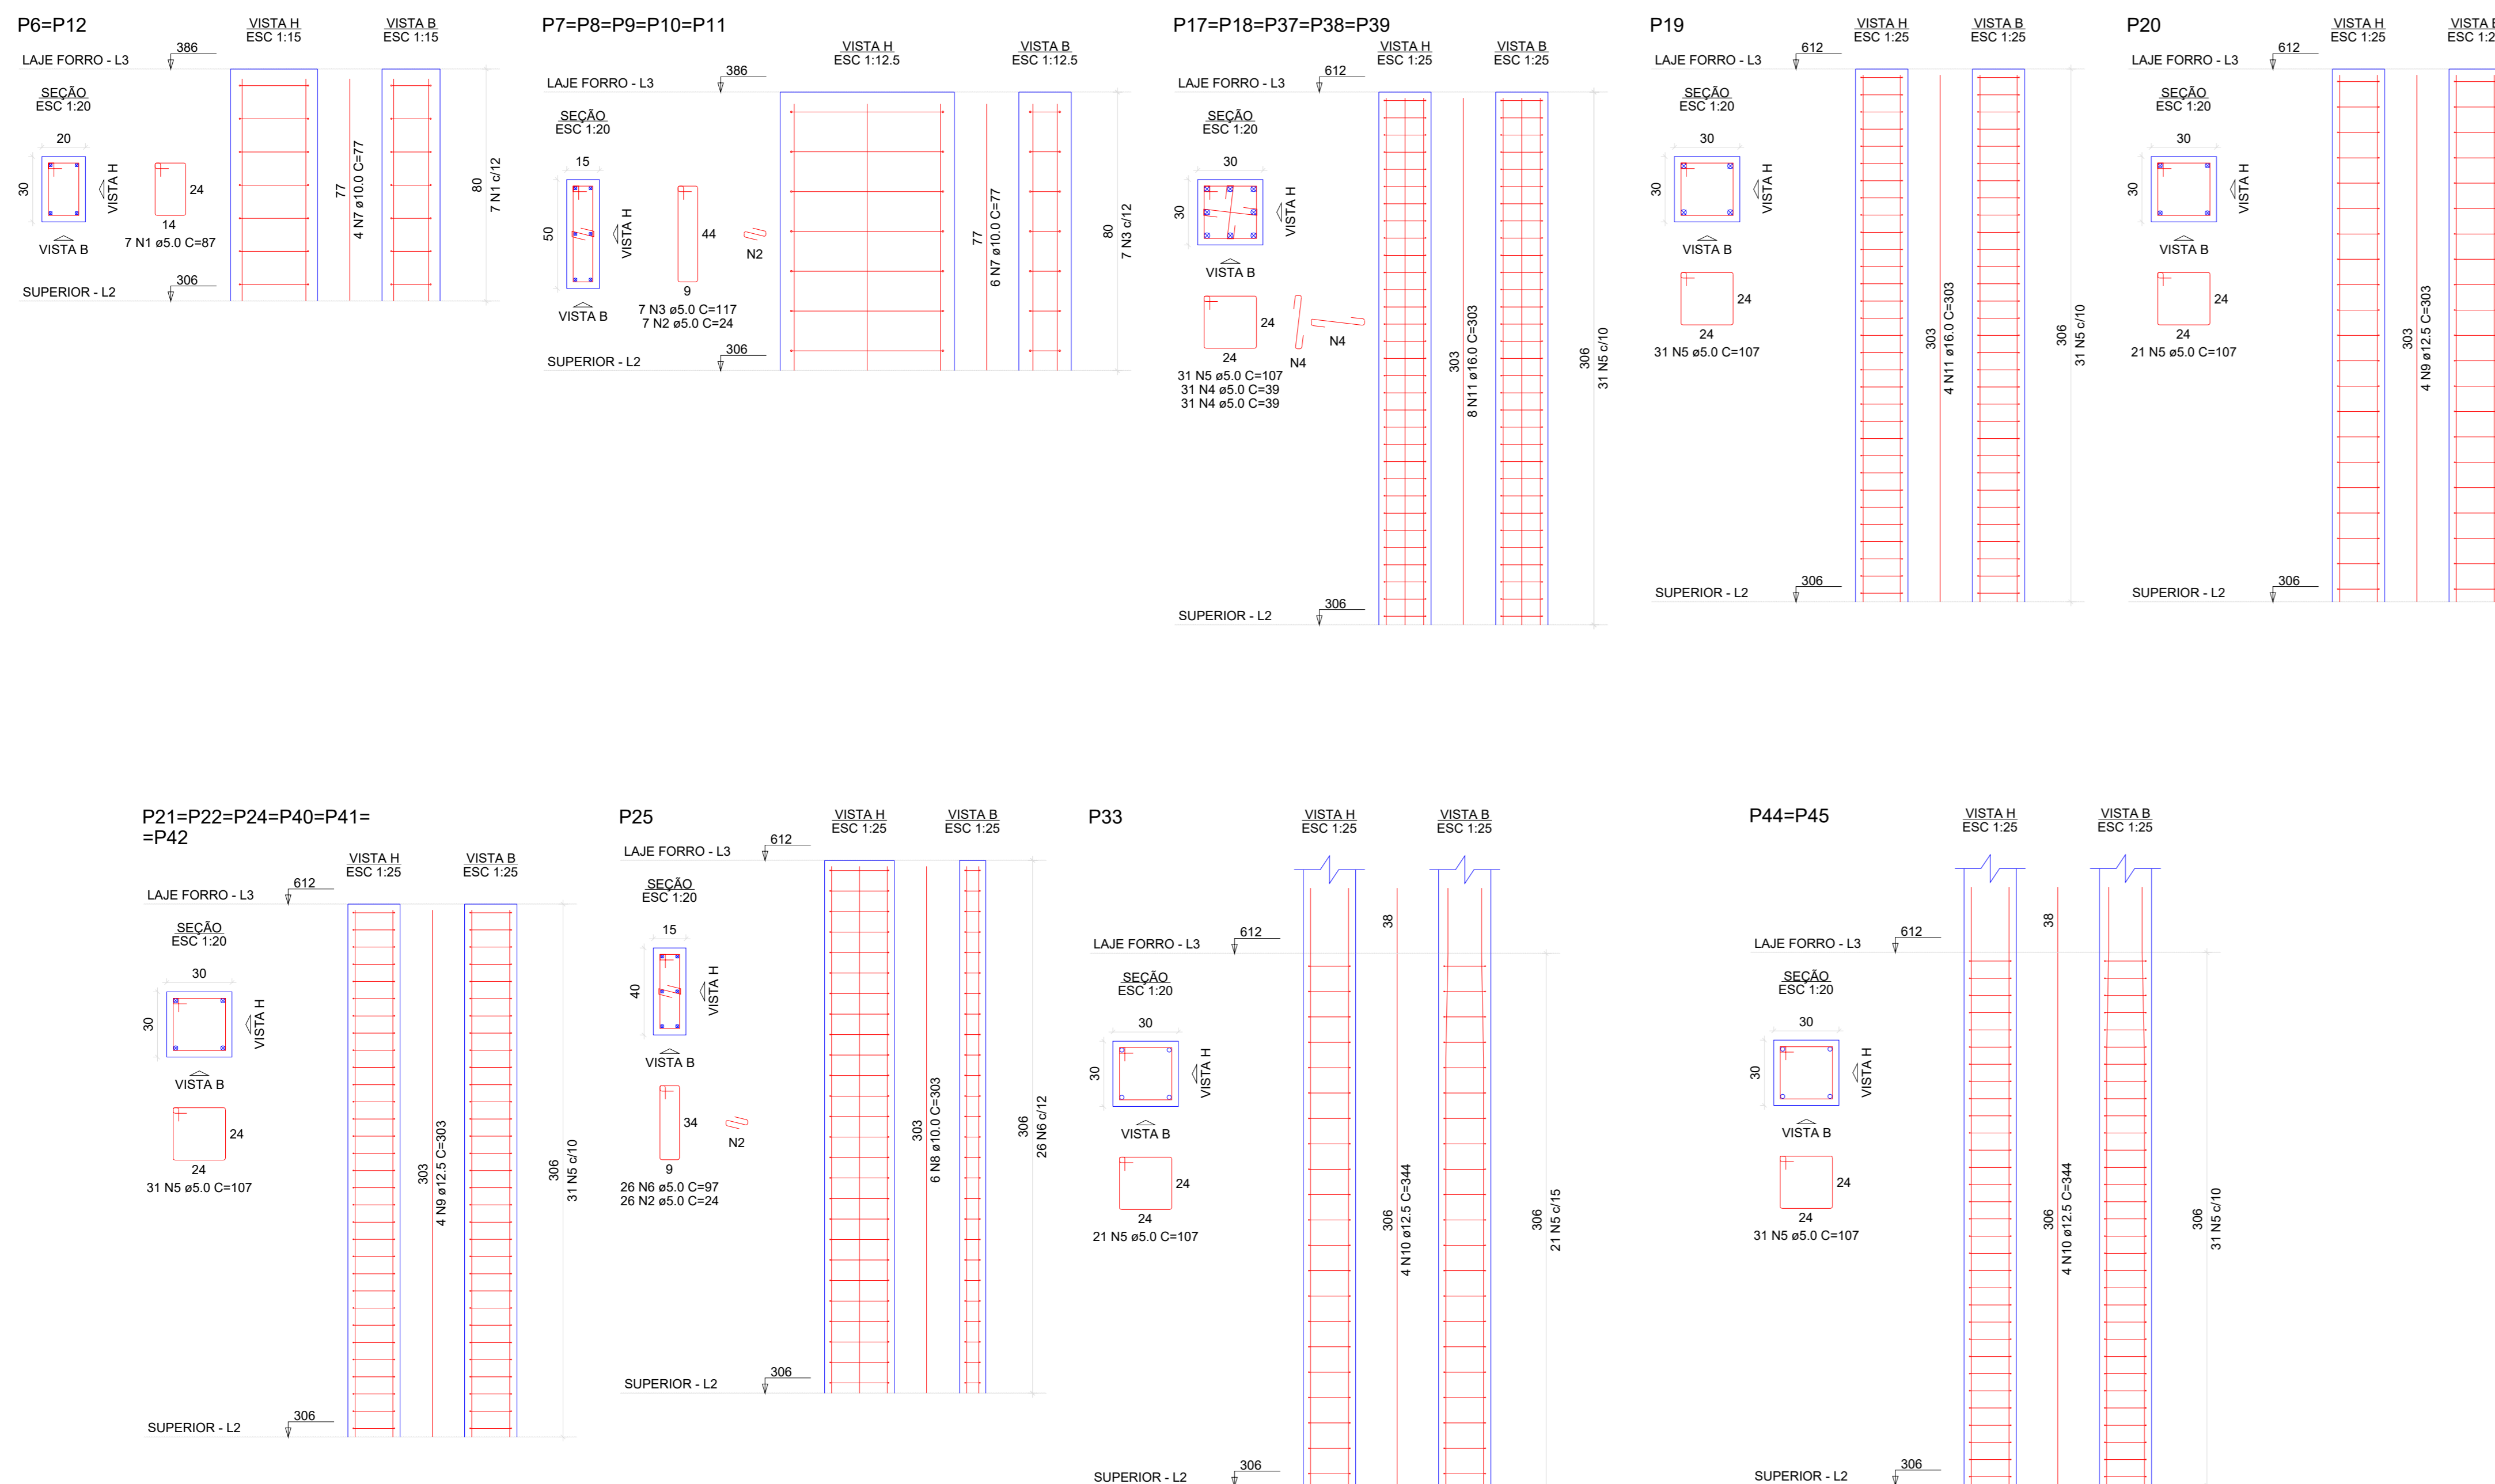 P6=P12
VISTA H
ESC 1:15
VISTA B
ESC 1:15
LAJE FORRO - L3
386
SEÇÃO
ESC 1:20
20
30
VISTA H
VISTA B
24
14
7 N1 ø5.0 C=87
77
4 N7 ø10.0 C=77
80
7 N1 c/12
SUPERIOR - L2
306
P7=P8=P9=P10=P11
VISTA H
ESC 1:12.5
VISTA B
ESC 1:12.5
LAJE FORRO - L3
386
SEÇÃO
ESC 1:20
15
50
VISTA H
VISTA B
44
9
N2
7 N3 ø5.0 C=117
7 N2 ø5.0 C=24
77
6 N7 ø10.0 C=77
80
7 N3 c/12
SUPERIOR - L2
306
P17=P18=P37=P38=P39
VISTA H
ESC 1:25
VISTA B
ESC 1:25
LAJE FORRO - L3
612
SEÇÃO
ESC 1:20
30
30
VISTA H
VISTA B
24
24
N4
N4
31 N5 ø5.0 C=107
31 N4 ø5.0 C=39
31 N4 ø5.0 C=39
303
8 N11 ø16.0 C=303
306
31 N5 c/10
SUPERIOR - L2
306
P19
VISTA H
ESC 1:25
VISTA B
ESC 1:25
LAJE FORRO - L3
612
SEÇÃO
ESC 1:20
30
30
VISTA H
VISTA B
24
24
31 N5 ø5.0 C=107
303
4 N11 ø16.0 C=303
306
31 N5 c/10
SUPERIOR - L2
306
P20
VISTA H
ESC 1:25
VISTA
ESC 1:2
LAJE FORRO - L3
612
SEÇÃO
ESC 1:20
30
30
VISTA H
VISTA B
24
24
21 N5 ø5.0 C=107
303
4 N9 ø12.5 C=303
SUPERIOR - L2
306
P21=P22=P24=P40=P41=
=P42
VISTA H
ESC 1:25
VISTA B
ESC 1:25
LAJE FORRO - L3
612
SEÇÃO
ESC 1:20
30
30
VISTA H
VISTA B
24
24
31 N5 ø5.0 C=107
303
4 N9 ø12.5 C=303
306
31 N5 c/10
SUPERIOR - L2
306
P25
VISTA H
ESC 1:25
VISTA B
ESC 1:25
LAJE FORRO - L3
612
SEÇÃO
ESC 1:20
15
40
VISTA H
VISTA B
34
9
N2
26 N6 ø5.0 C=97
26 N2 ø5.0 C=24
303
6 N8 ø10.0 C=303
306
26 N6 c/12
SUPERIOR - L2
306
P33
VISTA H
ESC 1:25
VISTA B
ESC 1:25
38
LAJE FORRO - L3
612
SEÇÃO
ESC 1:20
30
30
VISTA H
VISTA B
24
24
21 N5 ø5.0 C=107
306
4 N10 ø12.5 C=344
306
21 N5 c/15
SUPERIOR - L2
306
P44=P45
VISTA H
ESC 1:25
VISTA B
ESC 1:25
38
LAJE FORRO - L3
612
SEÇÃO
ESC 1:20
30
30
VISTA H
VISTA B
24
24
31 N5 ø5.0 C=107
306
4 N10 ø12.5 C=344
306
31 N5 c/10
SUPERIOR - L2
306